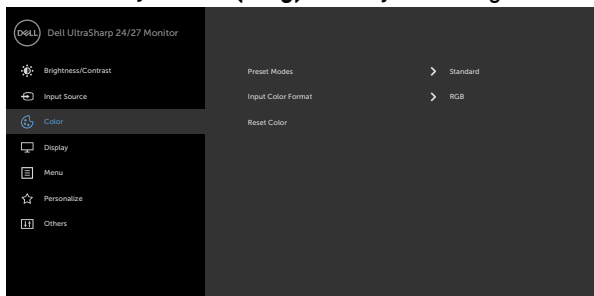 DELL Dell UltraSharp 24/27 Monitor
Brightness/Contrast
Preset Modes Standard
Input Source
Input Color Format RGB
Color
Reset Color
Display
Menu
Personalize
Others